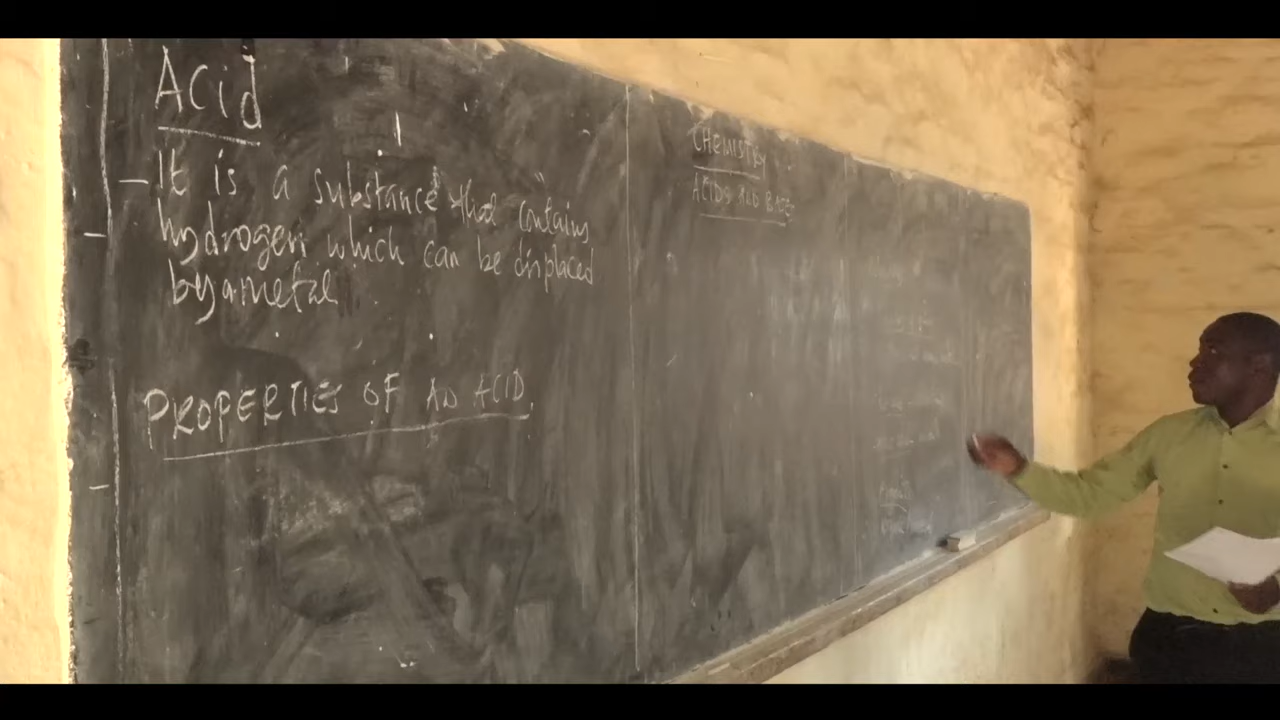 Acid
– It is a substance that contains
hydrogen which can be displaced
by a metal
PROPERTIES OF AN ACID
CHEMISTRY
ACIDS AND BASES